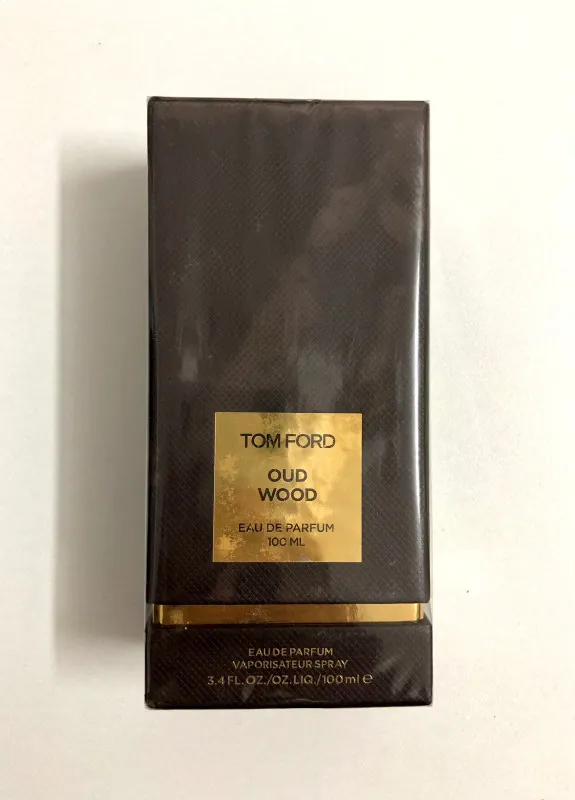 TOM FORD
OUD
WOOD
EAU DE PARFUM
100 ML
EAU DE PARFUM
VAPORISATEUR SPRAY
3.4 FL.OZ./OZ.LIQ./100ml ℮